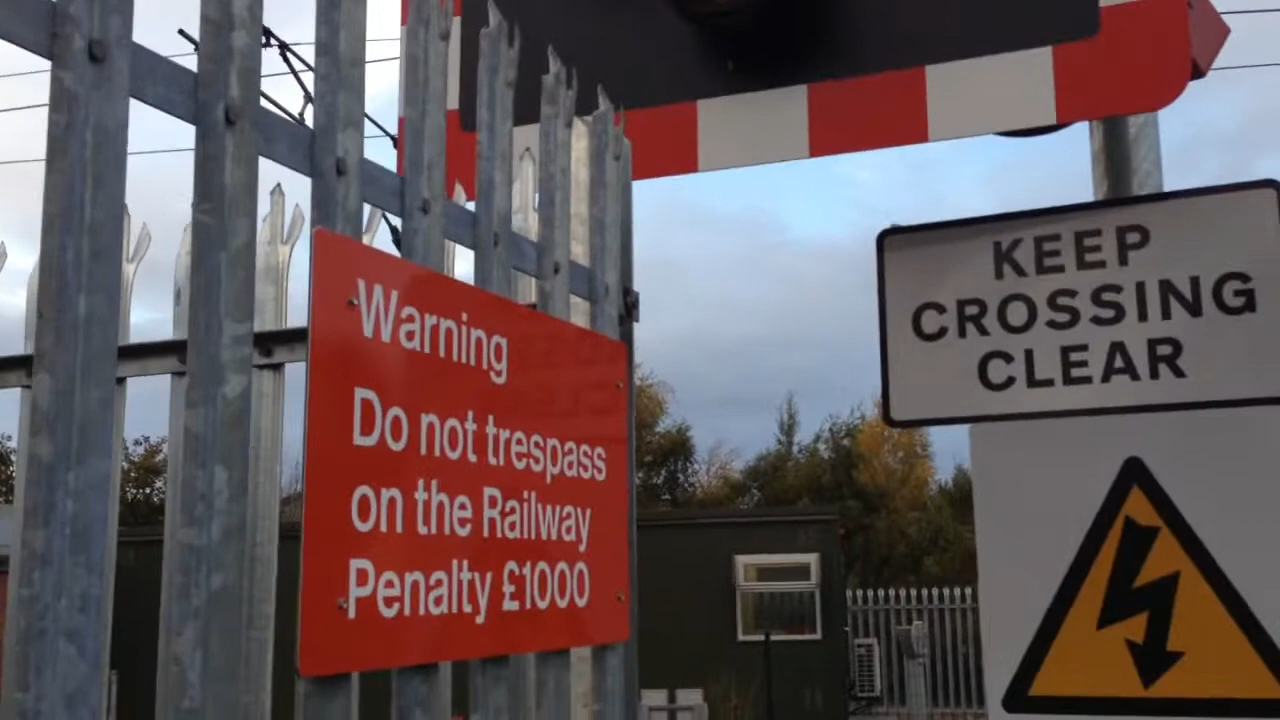 Warning
Do not trespass
on the Railway
Penalty £1000
KEEP
CROSSING
CLEAR